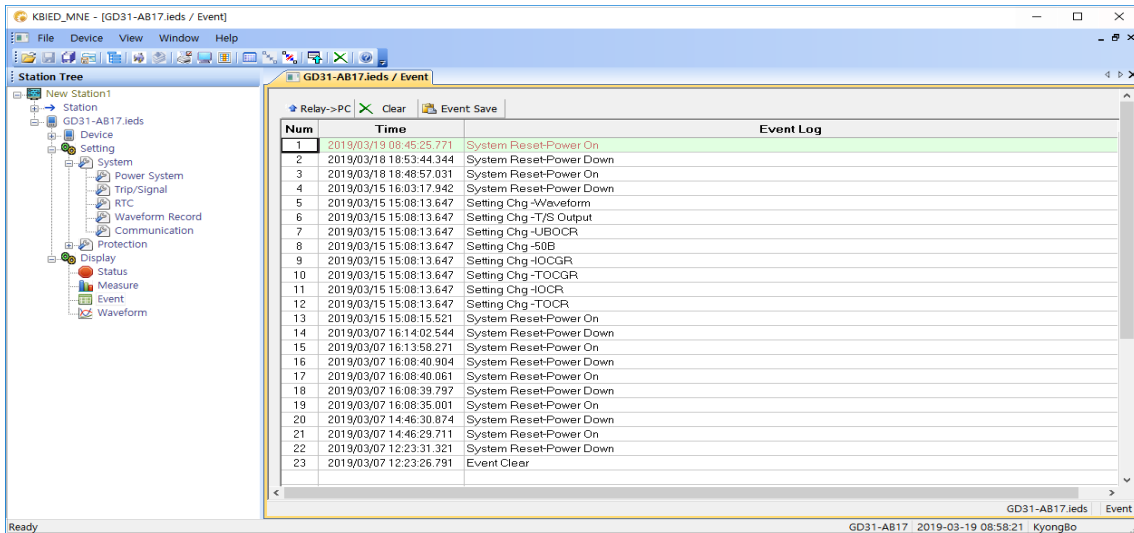 KBIED_MNE - [GD31-AB17.ieds / Event]
File Device View Window Help
Station Tree
New Station1
Station
GD31-AB17.ieds
Device
Setting
System
Power System
Trip/Signal
RTC
Waveform Record
Communication
Protection
Display
Status
Measure
Event
Waveform
GD31-AB17.ieds / Event
Relay->PC Clear Event Save
Num Time Event Log
1 2019/03/19 08:45:25.771 System Reset-Power On
2 2019/03/18 18:53:44.344 System Reset-Power Down
3 2019/03/18 18:48:57.031 System Reset-Power On
4 2019/03/15 16:03:17.942 System Reset-Power Down
5 2019/03/15 15:08:13.647 Setting Chg -Waveform
6 2019/03/15 15:08:13.647 Setting Chg -T/S Output
7 2019/03/15 15:08:13.647 Setting Chg -UBOCR
8 2019/03/15 15:08:13.647 Setting Chg -50B
9 2019/03/15 15:08:13.647 Setting Chg -IOCGR
10 2019/03/15 15:08:13.647 Setting Chg -TOCGR
11 2019/03/15 15:08:13.647 Setting Chg -IOCR
12 2019/03/15 15:08:13.647 Setting Chg -TOCR
13 2019/03/15 15:08:15.521 System Reset-Power On
14 2019/03/07 16:14:02.544 System Reset-Power Down
15 2019/03/07 16:13:58.271 System Reset-Power On
16 2019/03/07 16:08:40.904 System Reset-Power Down
17 2019/03/07 16:08:40.061 System Reset-Power On
18 2019/03/07 16:08:39.797 System Reset-Power Down
19 2019/03/07 16:08:35.001 System Reset-Power On
20 2019/03/07 14:46:30.874 System Reset-Power Down
21 2019/03/07 14:46:29.711 System Reset-Power On
22 2019/03/07 12:23:31.321 System Reset-Power Down
23 2019/03/07 12:23:26.791 Event Clear
GD31-AB17.ieds Event
Ready GD31-AB17 2019-03-19 08:58:21 KyongBo